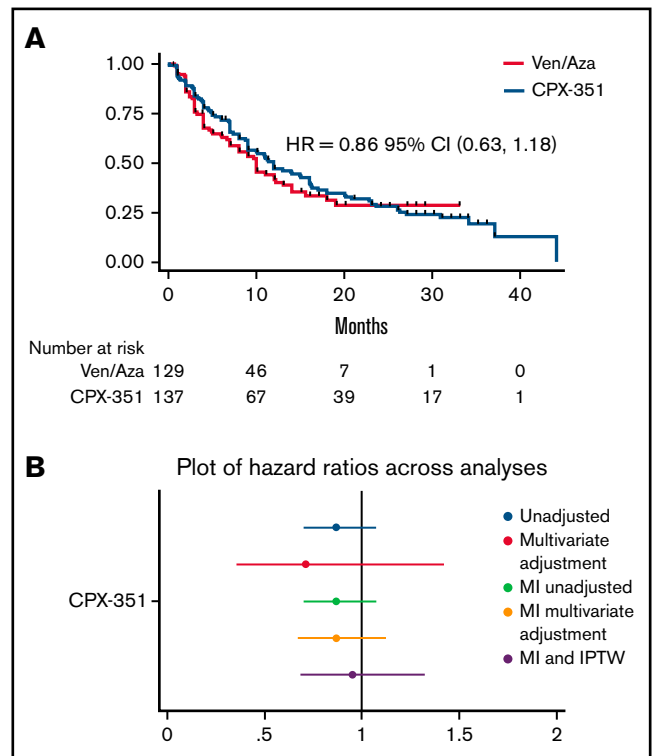 A
1.00
0.75
0.50
0.25
0.00
Ven/Aza
CPX-351
HR = 0.86 95% CI (0.63, 1.18)
0 10 20 30 40
Months
Number at risk
Ven/Aza 129 46 7 1 0
CPX-351 137 67 39 17 1
B
Plot of hazard ratios across analyses
CPX-351
Unadjusted
Multivariate
adjustment
MI unadjusted
MI multivariate
adjustment
MI and IPTW
0 .5 1 1.5 2